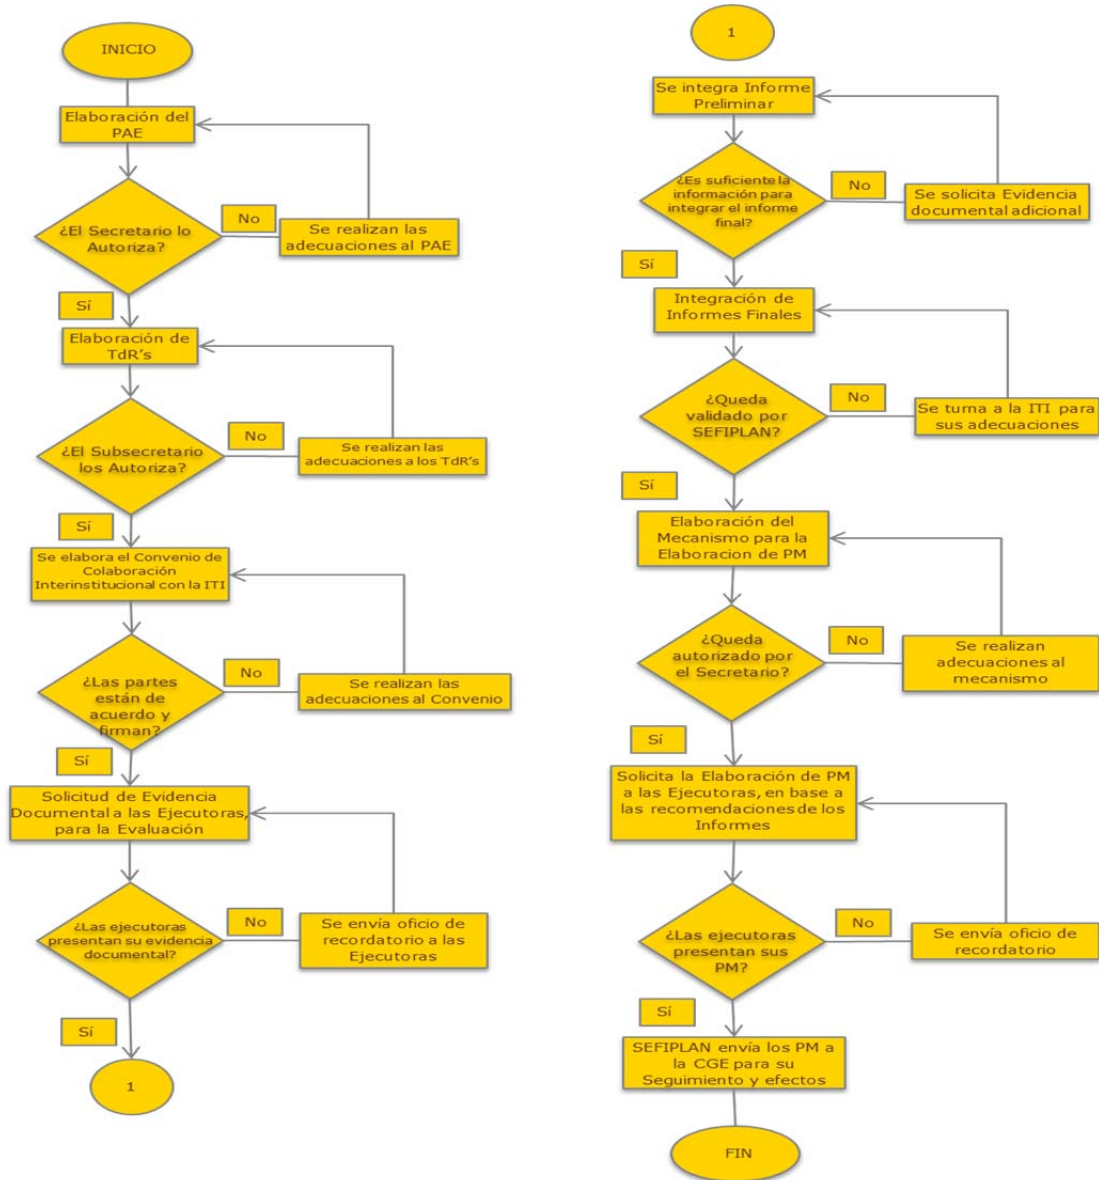 INICIO
Elaboración del
PAE
¿El Secretario lo
Autoriza?
No
Se realizan las
adecuaciones al PAE
Sí
Elaboración de
TdR's
¿El Subsecretario
los Autoriza?
No
Se realizan las
adecuaciones a los TdR's
Sí
Se elabora el Convenio de
Colaboración
Interinstitucional con la ITI
¿Las partes
están de
acuerdo y
firman?
No
Se realizan las
adecuaciones al Convenio
Sí
Solicitud de Evidencia
Documental a las Ejecutoras,
para la Evaluación
¿Las ejecutoras
presentan su evidencia
documental?
No
Se envía oficio de
recordatorio a las
Ejecutoras
Sí
1
1
Se integra Informe
Preliminar
¿Es suficiente la
información para
integrar el informe
final?
No
Se solicita Evidencia
documental adicional
Sí
Integración de
Informes Finales
¿Queda
validado por
SEFIPLAN?
No
Se turna a la ITI para
sus adecuaciones
Sí
Elaboración del
Mecanismo para la
Elaboracion de PM
¿Queda
autorizado por
el Secretario?
No
Se realizan
adecuaciones al
mecanismo
Sí
Solicita la Elaboración de PM
a las Ejecutoras, en base a
las recomendaciones de los
Informes
¿Las ejecutoras
presentan sus
PM?
No
Se envía oficio de
recordatorio
Sí
SEFIPLAN envía los PM a
la CGE para su
Seguimiento y efectos
FIN